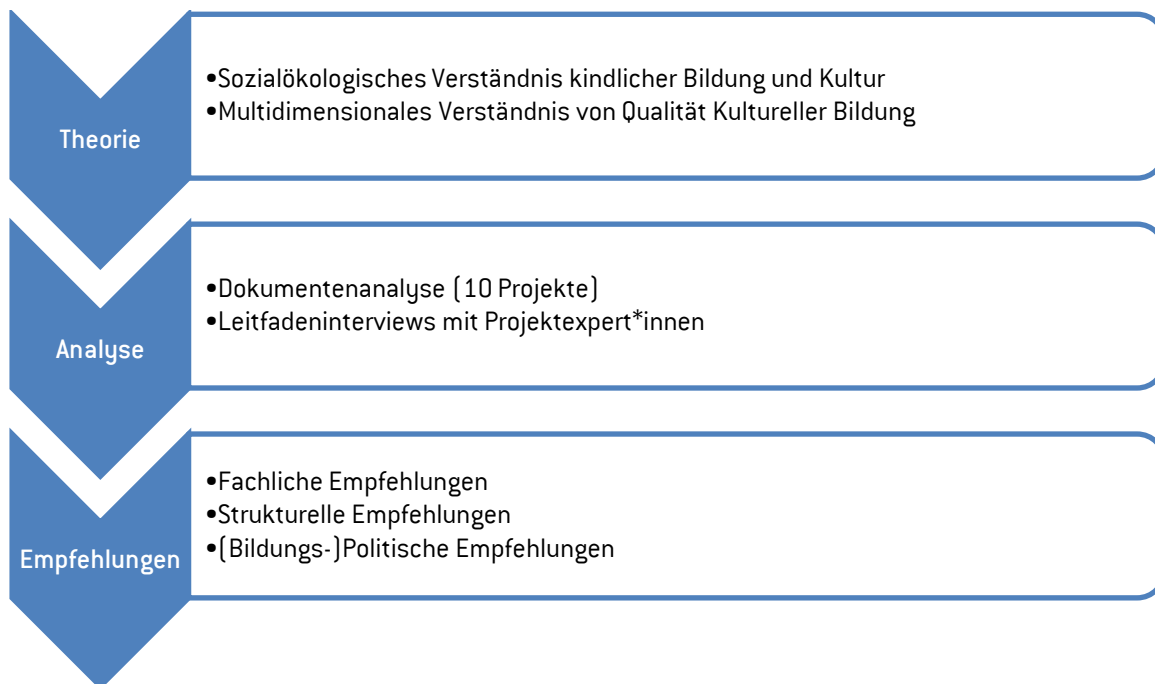 Theorie
•Sozialökologisches Verständnis kindlicher Bildung und Kultur
•Multidimensionales Verständnis von Qualität Kultureller Bildung
Analyse
•Dokumentenanalyse (10 Projekte)
•Leitfadeninterviews mit Projektexpert*innen
Empfehlungen
•Fachliche Empfehlungen
•Strukturelle Empfehlungen
•(Bildungs-)Politische Empfehlungen